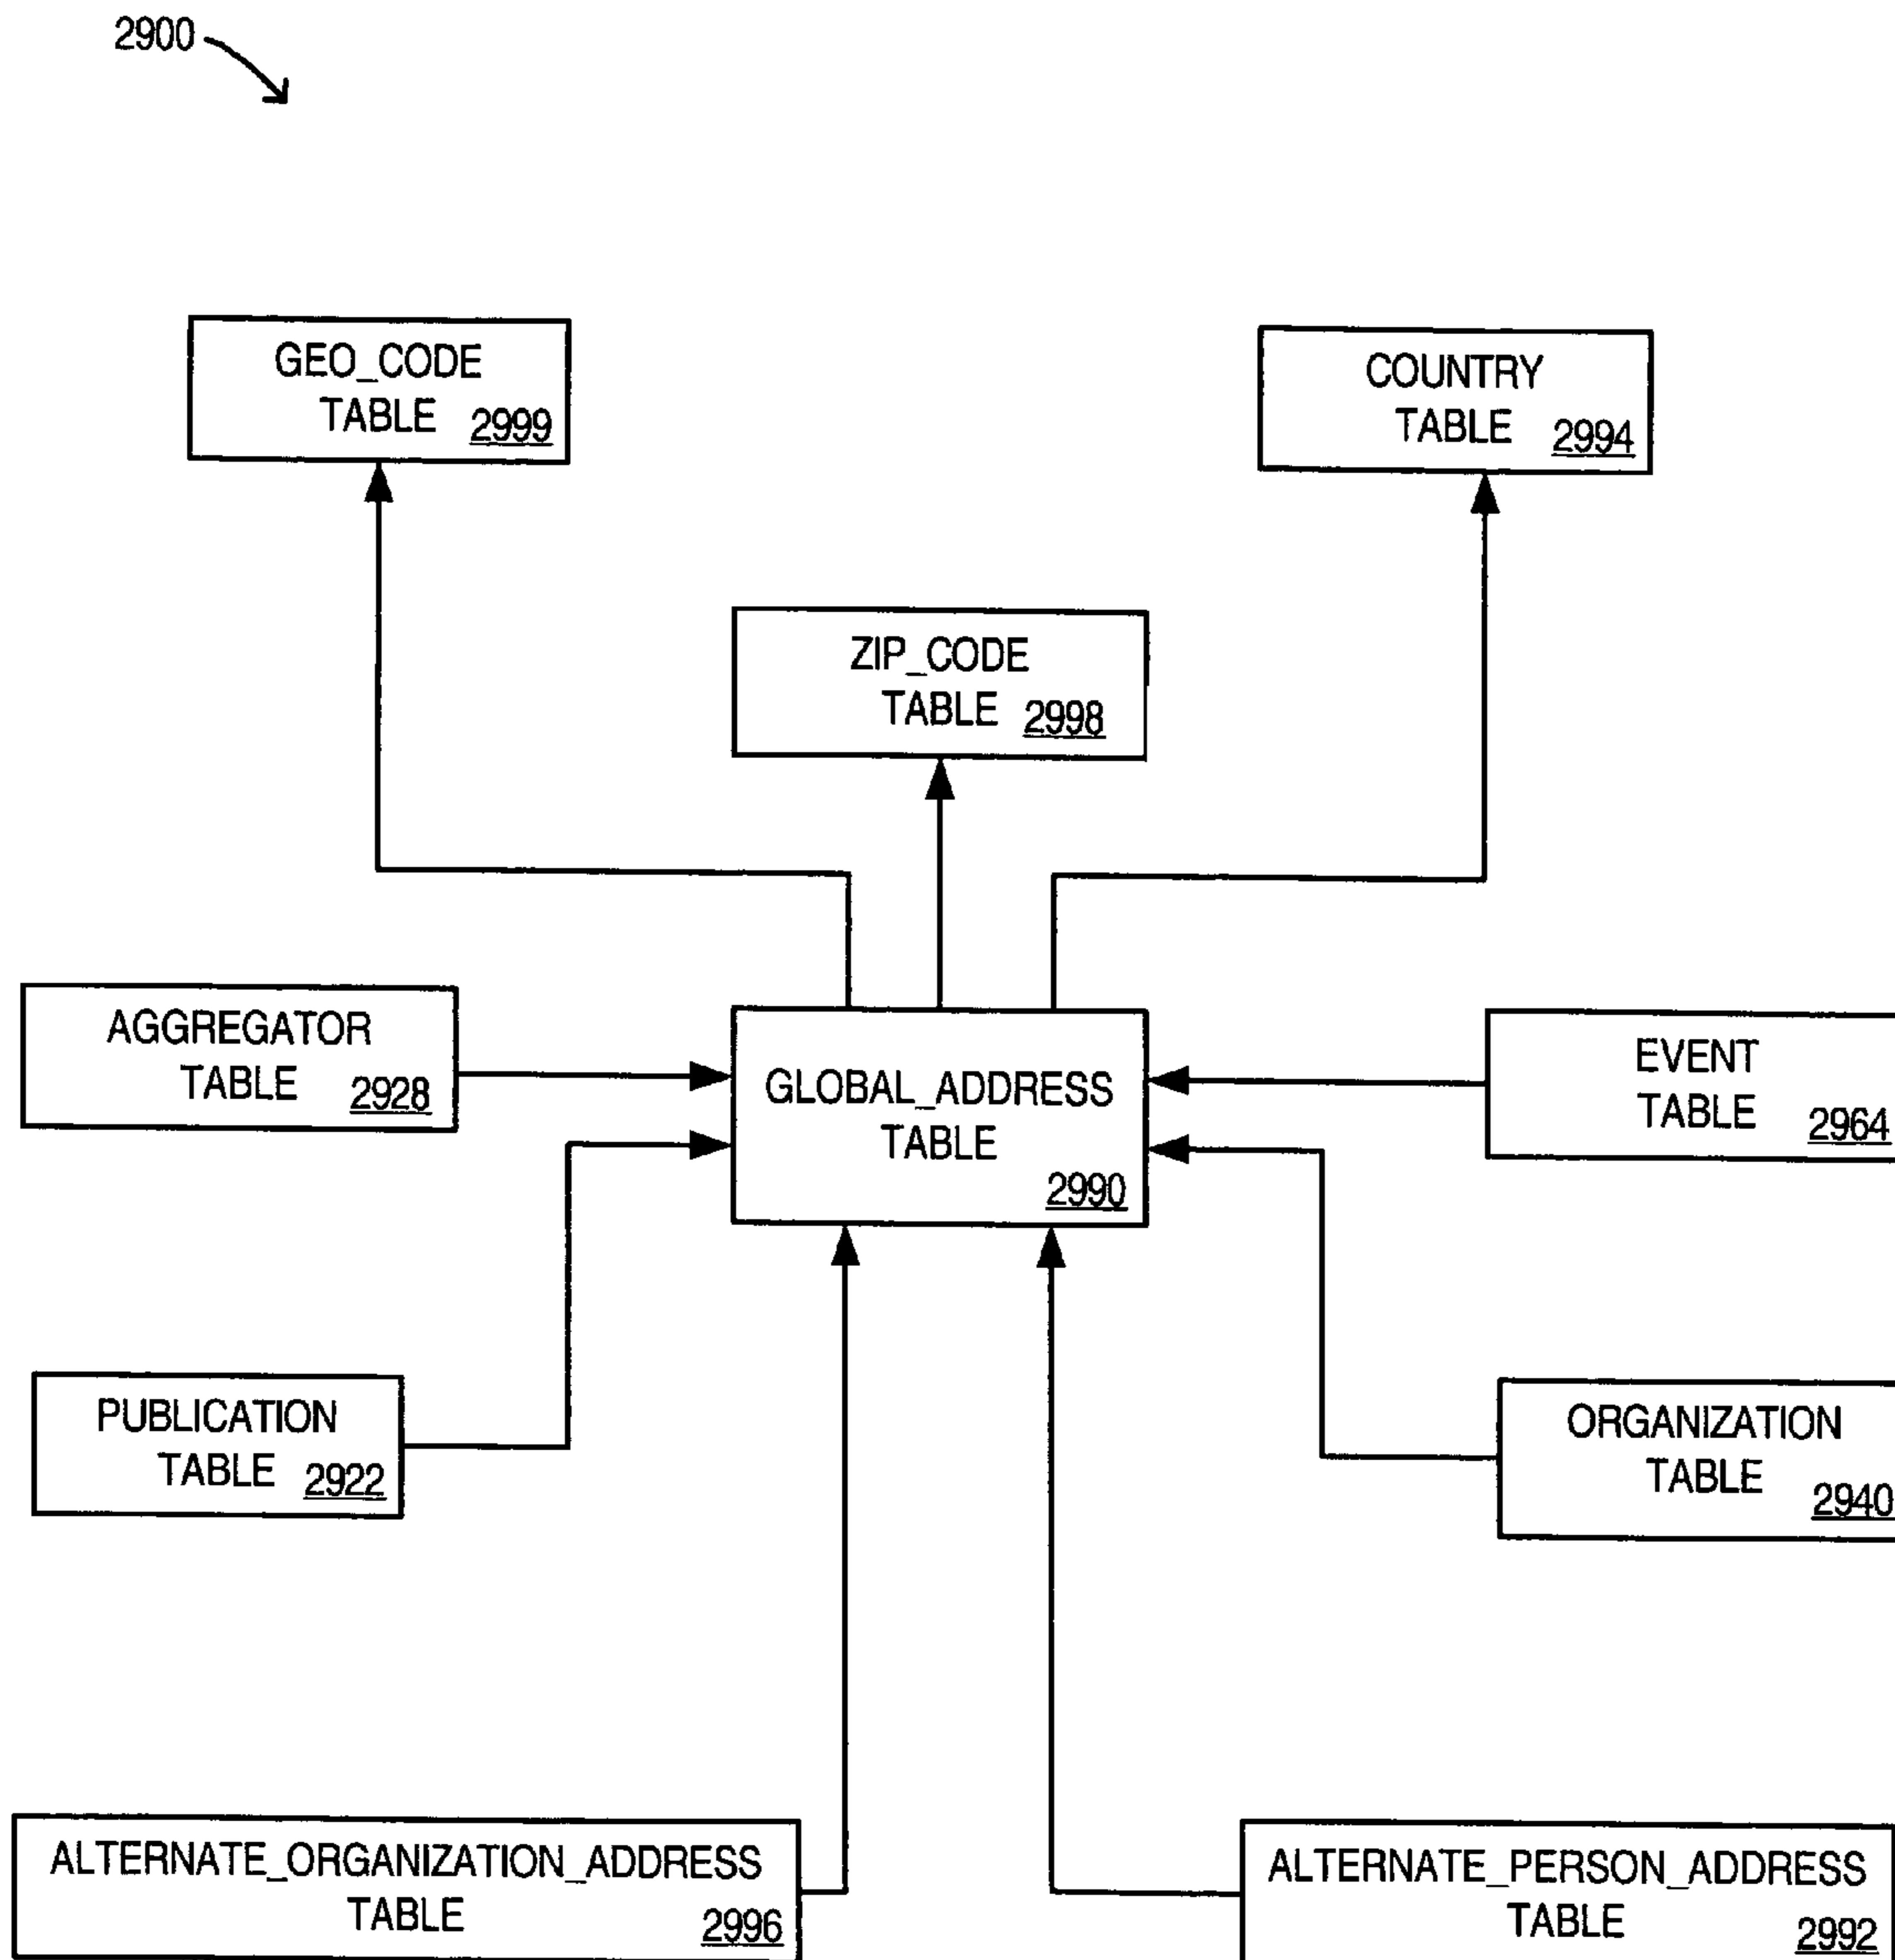 2900
GEO_CODE
TABLE 2999
COUNTRY
TABLE 2994
ZIP_CODE
TABLE 2998
AGGREGATOR
TABLE 2928
GLOBAL_ADDRESS
TABLE
2990
EVENT
TABLE 2964
PUBLICATION
TABLE 2922
ORGANIZATION
TABLE 2940
ALTERNATE_ORGANIZATION_ADDRESS
TABLE 2996
ALTERNATE_PERSON_ADDRESS
TABLE 2992